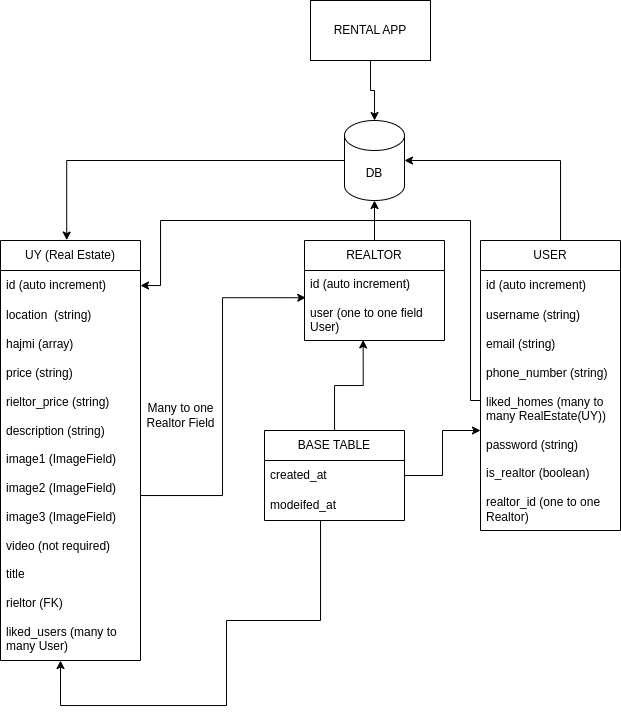 RENTAL APP
DB
UY (Real Estate)
id (auto increment)
location  (string)
hajmi (array)
price (string)
rieltor_price (string)
description (string)
image1 (ImageField)
image2 (ImageField)
image3 (ImageField)
video (not required)
title
rieltor (FK)
liked_users (many to
many User)
Many to one
Realtor Field
REALTOR
id (auto increment)
user (one to one field
User)
BASE TABLE
created_at
modeifed_at
USER
id (auto increment)
username (string)
email (string)
phone_number (string)
liked_homes (many to
many RealEstate(UY))
password (string)
is_realtor (boolean)
realtor_id (one to one
Realtor)